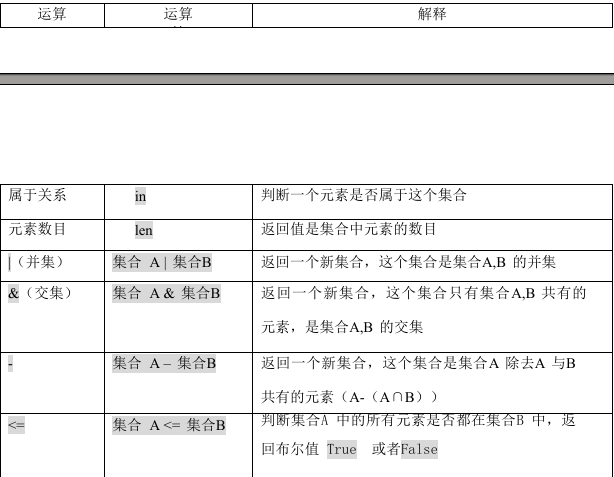 运算 运算 解释
属于关系 in 判断一个元素是否属于这个集合
元素数目 len 返回值是集合中元素的数目
|（并集） 集合 A | 集合B 返回一个新集合，这个集合是集合A,B 的并集
&（交集） 集合 A & 集合B 返回一个新集合，这个集合只有集合A,B 共有的
元素，是集合A,B 的交集
- 集合 A – 集合B 返回一个新集合，这个集合是集合A 除去A 与B
共有的元素（A-（A∩B））
<= 集合 A <= 集合B 判断集合A 中的所有元素是否都在集合B 中，返
回布尔值 True 或者False